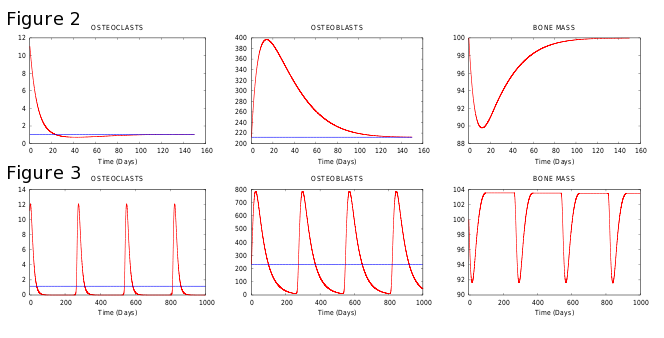 Figure 2
OSTEOCLASTS OSTEOBLASTS BONE MASS
12 400 100
10 380 98
8 360 96
6 340 94
4 320 92
2 300 90
0 280 88
260
240
220
200
0 20 40 60 80 100 120 140 160 0 20 40 60 80 100 120 140 160 0 20 40 60 80 100 120 140 160
Time (Days) Time (Days) Time (Days)
Figure 3
OSTEOCLASTS OSTEOBLASTS BONE MASS
14 800 104
12 700 102
10 600 100
8 500 98
6 400 96
4 300 94
2 200 92
0 100 90
0
0 200 400 600 800 1000 0 200 400 600 800 1000 0 200 400 600 800 1000
Time (Days) Time (Days) Time (Days)